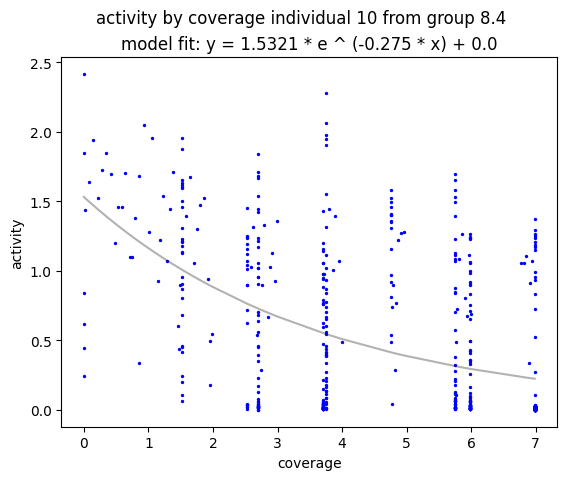 activity by coverage individual 10 from group 8.4
model fit: y = 1.5321 * e ^ (-0.275 * x) + 0.0
2.5
2.0
1.5
1.0
0.5
0.0
activity
0 1 2 3 4 5 6 7
coverage